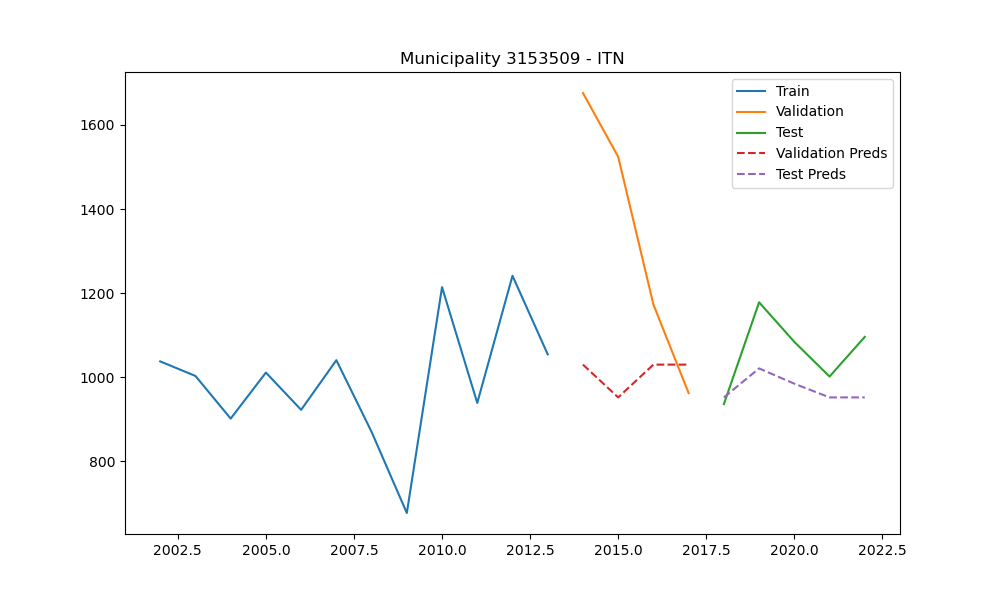 Municipality 3153509 - ITN
Train
Validation
Test
Validation Preds
Test Preds
1600
1400
1200
1000
800
2002.5 2005.0 2007.5 2010.0 2012.5 2015.0 2017.5 2020.0 2022.5